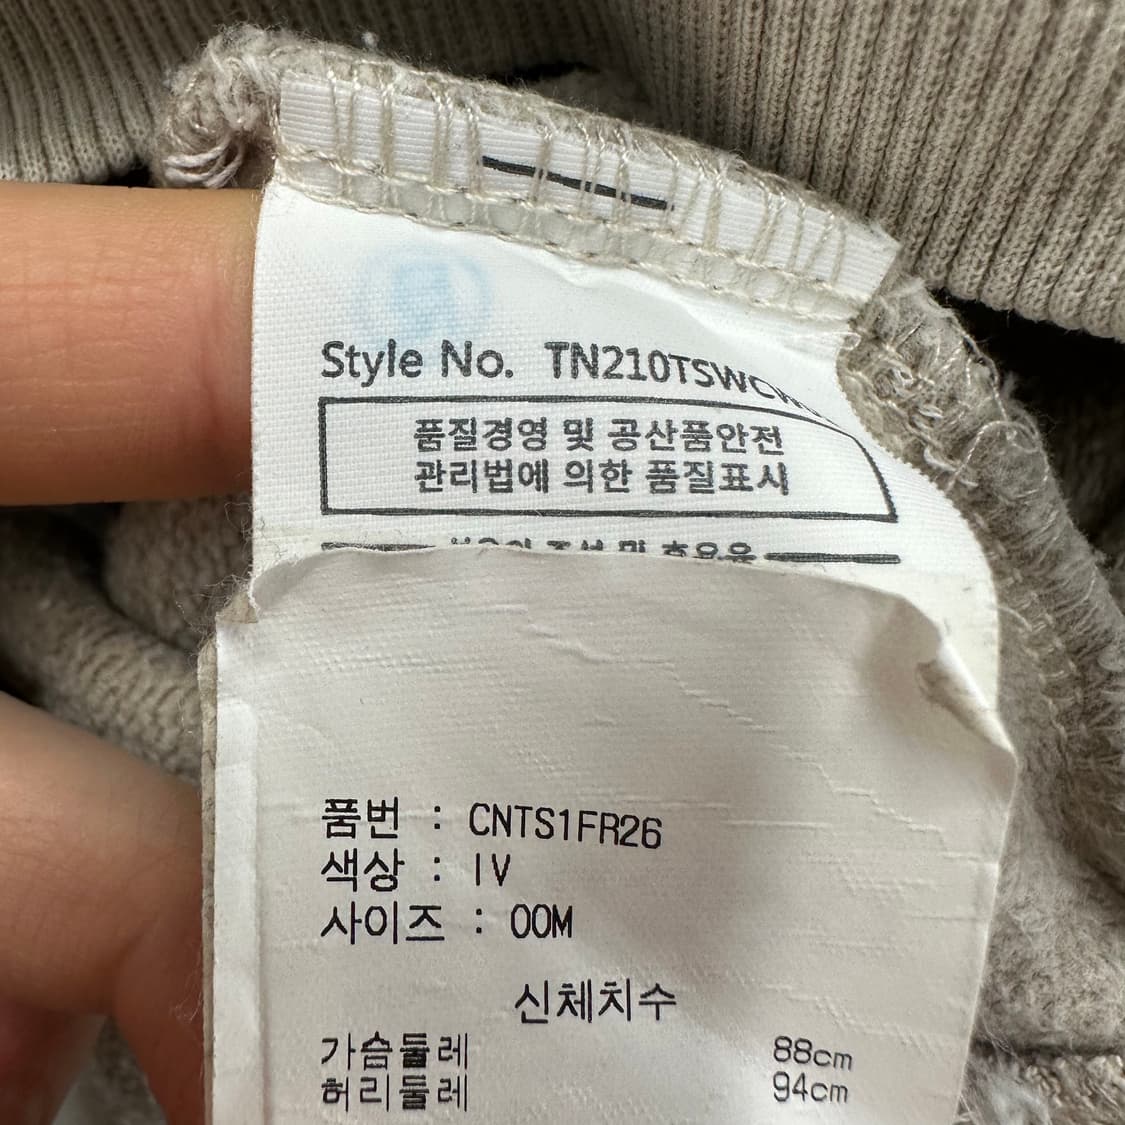 Style No.
품질경영 및 공산품안전
관리법에 의한 품질표시
및
품번 : CNTS1FR26
색상 : IV
사이즈 : 00M
신체치수
가슴둘레 88cm
허리둘레 94cm